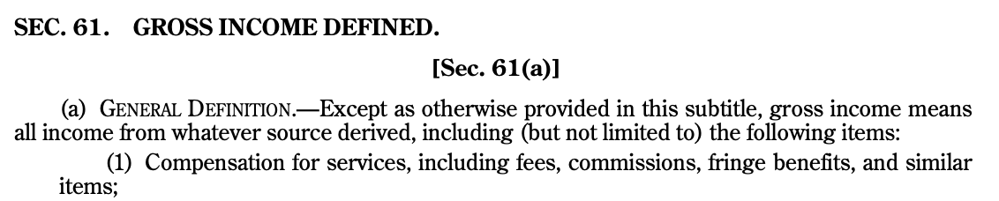 SEC. 61. GROSS INCOME DEFINED.
[Sec. 61(a)]
(a) GENERAL DEFINITION.—Except as otherwise provided in this subtitle, gross income means
all income from whatever source derived, including (but not limited to) the following items:
(1) Compensation for services, including fees, commissions, fringe benefits, and similar
items;